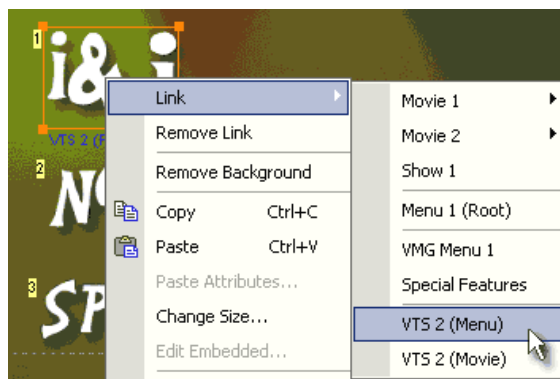 1
i&i
VTS 2 (
2
3
SP
Link
Remove Link
Remove Background
Copy Ctrl+C
Paste Ctrl+V
Paste Attributes...
Change Size...
Edit Embedded...
Movie 1
Movie 2
Show 1
Menu 1 (Root)
VMG Menu 1
Special Features
VTS 2 (Menu)
VTS 2 (Movie)